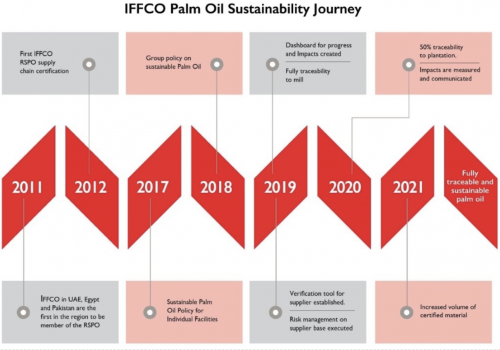 IFFCO Palm Oil Sustainability Journey
First IFFCO
RSPO supply
chain certification
Group policy on
sustainable Palm Oil
Dashboard for progress
and Impacts created
Fully traceability
to mill
50% traceability
to plantation.
Impacts are measured
and communicated
2011
2012
2017
2018
2019
2020
2021
Fully
traceable and
sustainable
palm oil
IFFCO in UAE, Egypt
and Pakistan are the
first in the region to be
member of the RSPO
Sustainable Palm
Oil Policy for
Individual Facilities
Verification tool for
supplier established.
Risk management on
supplier base executed
Increased volume of
certified material